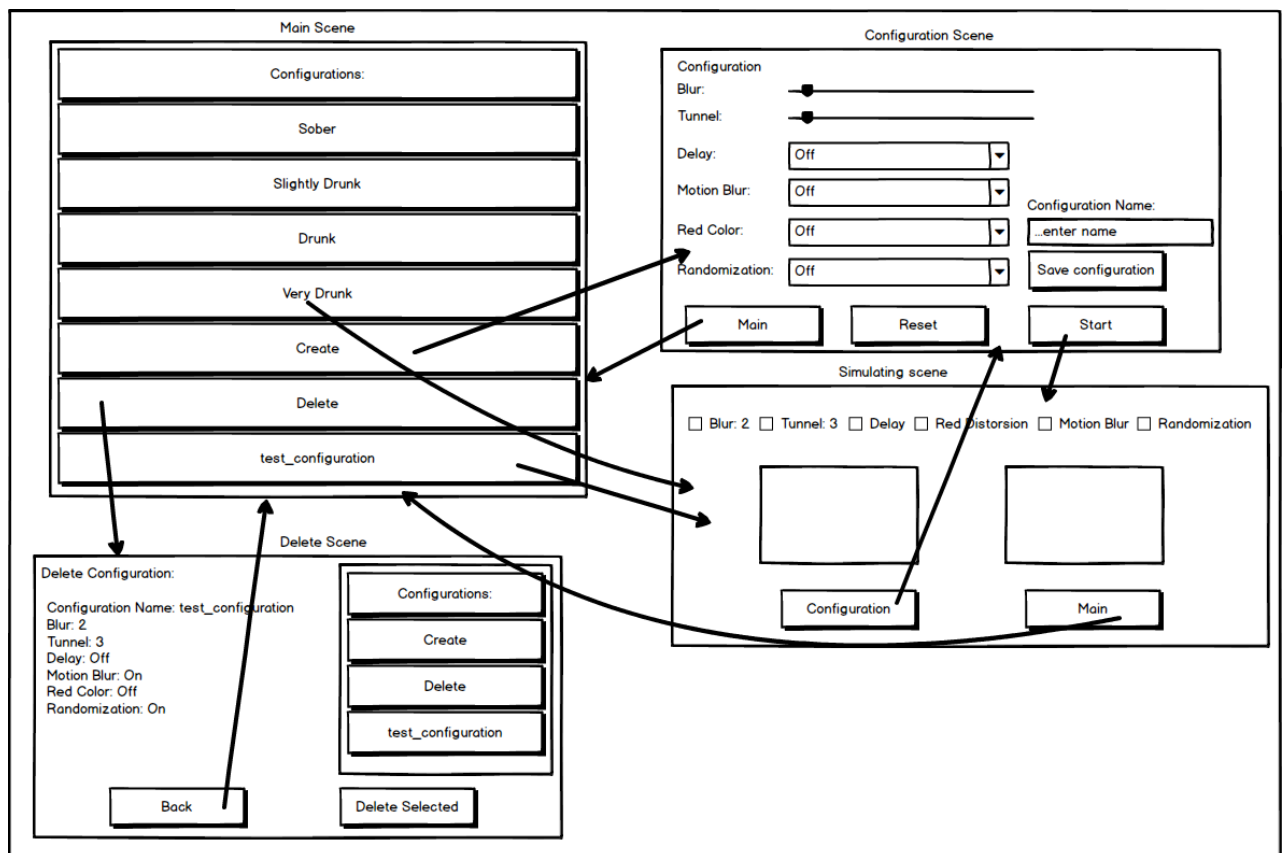 Main Scene
Configurations:
Sober
Slightly Drunk
Drunk
Very Drunk
Create
Delete
test_configuration
Configuration Scene
Configuration
Blur:
Tunnel:
Delay:
Off
Motion Blur:
Off
Red Color:
Off
Randomization:
Off
Configuration Name:
...enter name
Save configuration
Main
Reset
Start
Simulating scene
Blur: 2
Tunnel: 3
Delay
Red Distorsion
Motion Blur
Randomization
Configuration
Main
Delete Scene
Delete Configuration:
Configuration Name: test_configuration
Blur: 2
Tunnel: 3
Delay: Off
Motion Blur: On
Red Color: Off
Randomization: On
Configurations:
Create
Delete
test_configuration
Back
Delete Selected